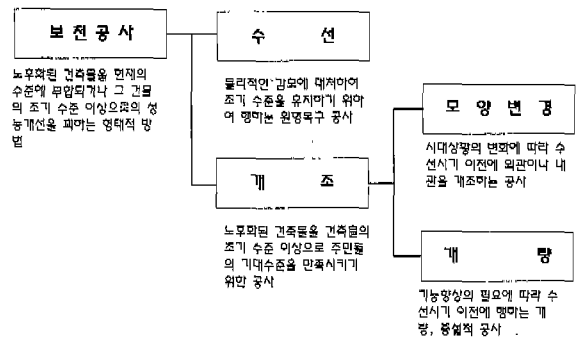 보전공사
노후화된 건축물을 현재의
수준에 부합되거나 그 건물
의 초기 수준 이상으로의 성
능개선을 꾀하는 형태적 방
법
수 선
물리적인 감모에 대처하여
초기 수준을 유지하기 위하
여 행하는 원형복구 공사
개 조
노후화된 건축물을 건축물의
초기 수준 이상으로 주민들
의 기대수준을 만족시키기
위한 공사
모양변경
시대상황의 변화에 따라 수
선시기 이전에 외관이나 내
관을 개조하는 공사
개 량
기능향상의 필요에 따라 수
선시기 이전에 행하는 개
량, 증설적 공사